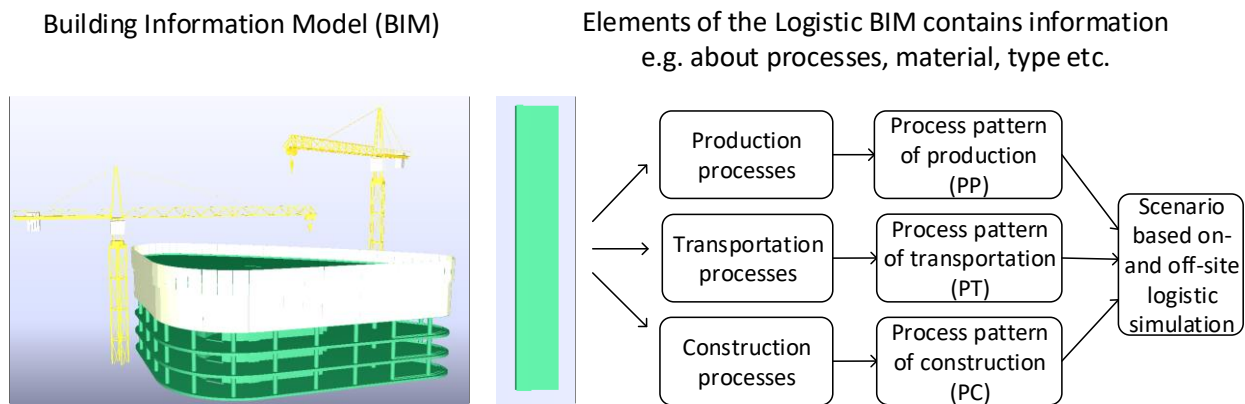 Building Information Model (BIM)
Elements of the Logistic BIM contains information
e.g. about processes, material, type etc.
Production
processes
Process pattern
of production
(PP)
Transportation
processes
Process pattern
of transportation
(PT)
Construction
processes
Process pattern
of construction
(PC)
Scenario
based on-
and off-site
logistic
simulation